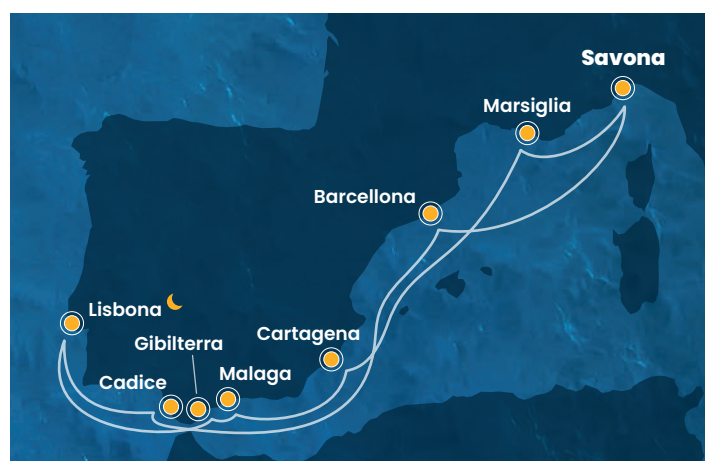 Savona
Marsiglia
Barcellona
Lisbona
Gibilterra
Cartagena
Cadice
Malaga